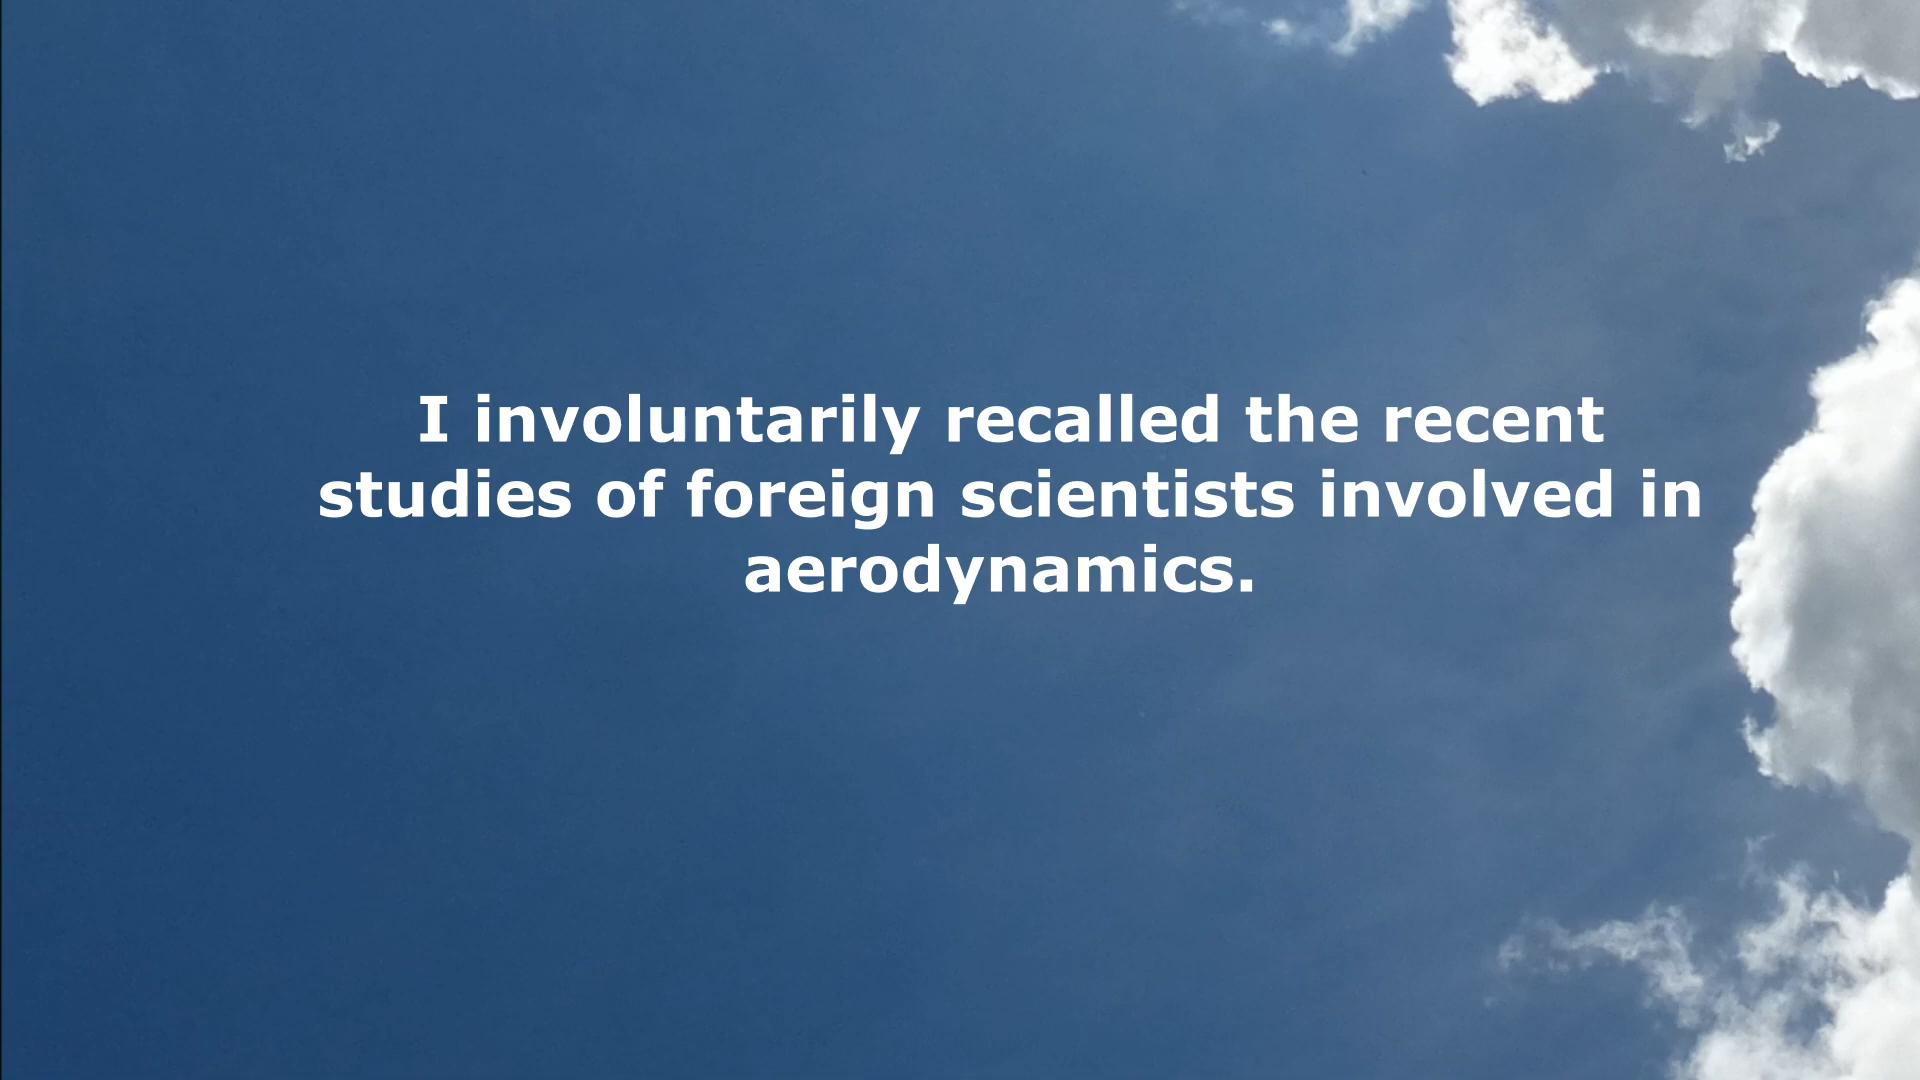 I involuntarily recalled the recent
studies of foreign scientists involved in
aerodynamics.